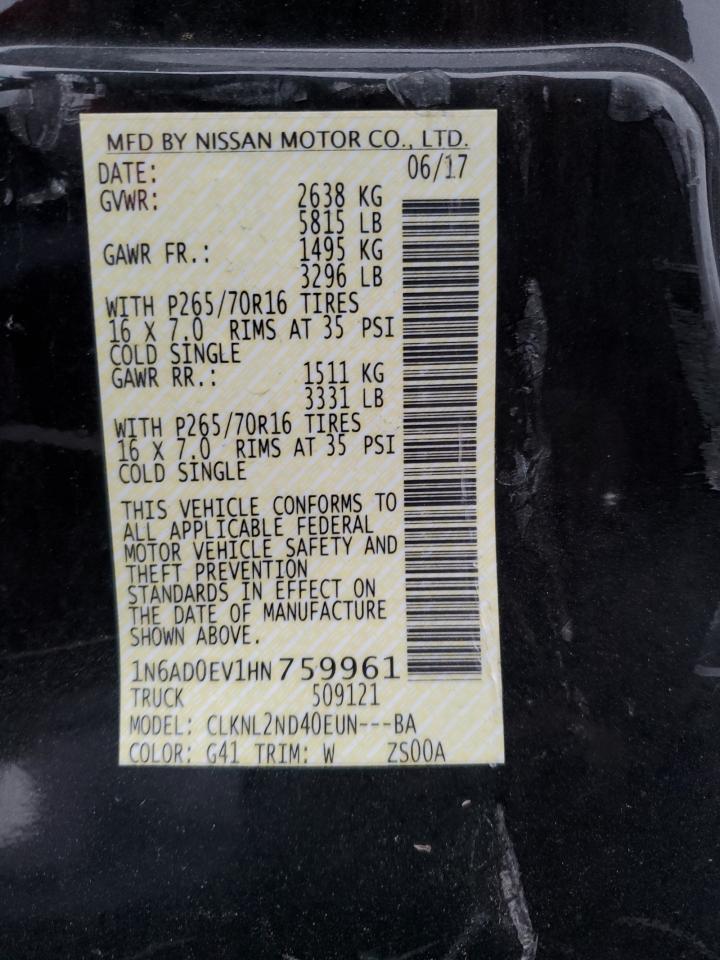 MFD BY NISSAN MOTOR CO., LTD.
DATE: 06/17
GVWR: 2638 KG
5815 LB
GAWR FR.: 1495 KG
3296 LB
WITH P265/70R16 TIRES
16 X 7.0 RIMS AT 35 PSI
COLD SINGLE
GAWR RR.: 1511 KG
3331 LB
WITH P265/70R16 TIRES
16 X 7.0 RIMS AT 35 PSI
COLD SINGLE
THIS VEHICLE CONFORMS TO
ALL APPLICABLE FEDERAL
MOTOR VEHICLE SAFETY AND
THEFT PREVENTION
STANDARDS IN EFFECT ON
THE DATE OF MANUFACTURE
SHOWN ABOVE.
1N6AD0EV1HN759961
TRUCK 509121
MODEL: CLKNL2ND40EUN---BA
COLOR: G41 TRIM: W ZS00A